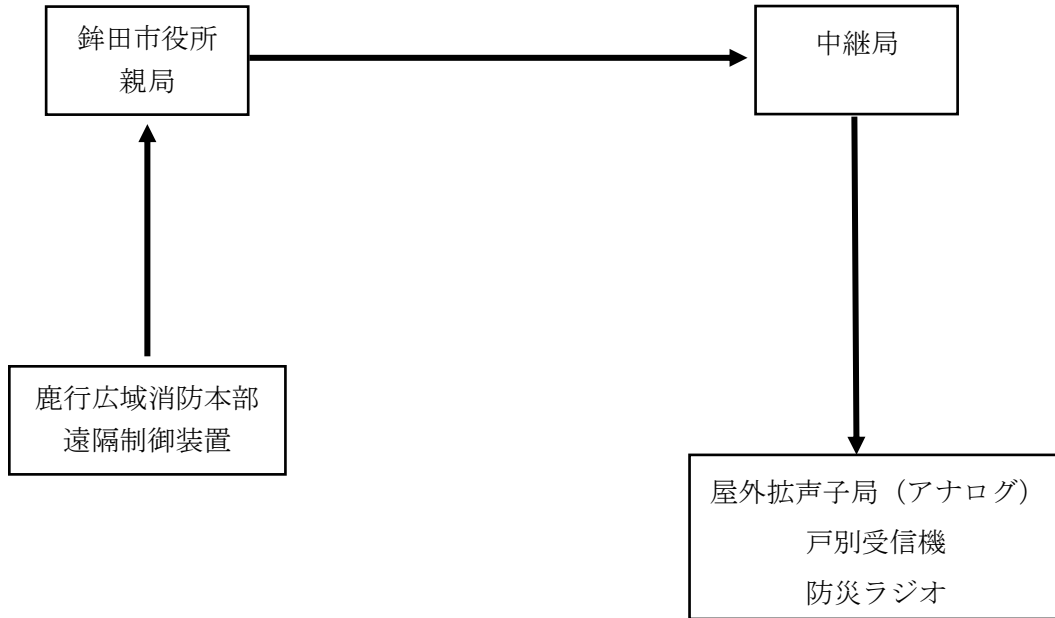 鉾田市役所
親局
中継局
鹿行広域消防本部
遠隔制御装置
屋外拡声子局（アナログ）
戸別受信機
防災ラジオ